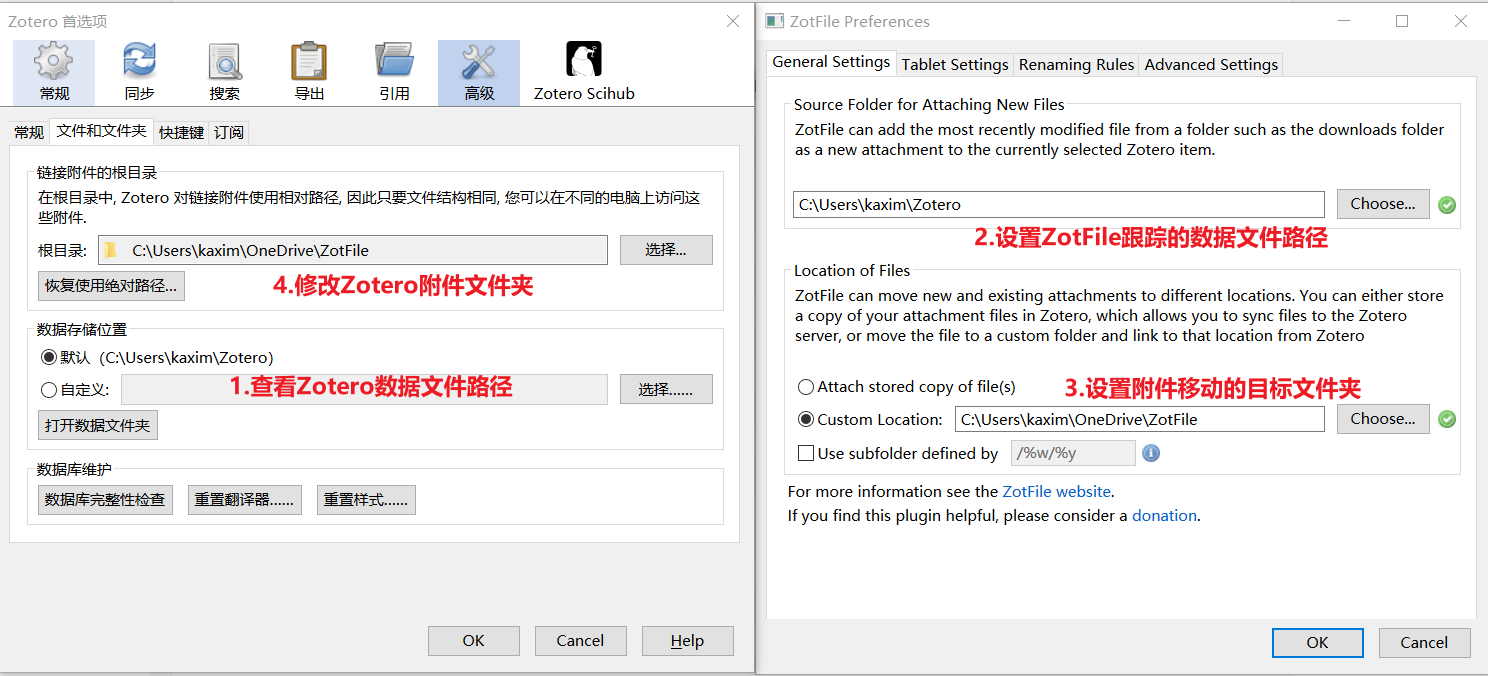 Zotero 首选项
常规
同步
搜索
导出
引用
高级
Zotero Scihub
常规
文件和文件夹
快捷键
订阅
链接附件的根目录
在根目录中, Zotero 对链接附件使用相对路径, 因此只要文件结构相同, 您可以在不同的电脑上访问这
些附件.
根目录:
C:\Users\kaxim\OneDrive\ZotFile
选择...
恢复使用绝对路径...
4.修改Zotero附件文件夹
数据存储位置
默认（C:\Users\kaxim\Zotero）
自定义:
1.查看Zotero数据文件路径
选择......
打开数据文件夹
数据库维护
数据库完整性检查
重置翻译器......
重置样式......
OK
Cancel
Help
ZotFile Preferences
General Settings
Tablet Settings
Renaming Rules
Advanced Settings
Source Folder for Attaching New Files
ZotFile can add the most recently modified file from a folder such as the downloads folder
as a new attachment to the currently selected Zotero item.
C:\Users\kaxim\Zotero
Choose...
2.设置ZotFile跟踪的数据文件路径
Location of Files
ZotFile can move new and existing attachments to different locations. You can either store
a copy of your attachment files in Zotero, which allows you to sync files to the Zotero
server, or move the file to a custom folder and link to that location from Zotero
Attach stored copy of file(s)
3.设置附件移动的目标文件夹
Custom Location:
C:\Users\kaxim\OneDrive\ZotFile
Choose...
Use subfolder defined by
/%w/%y
For more information see the ZotFile website.
If you find this plugin helpful, please consider a donation.
OK
Cancel